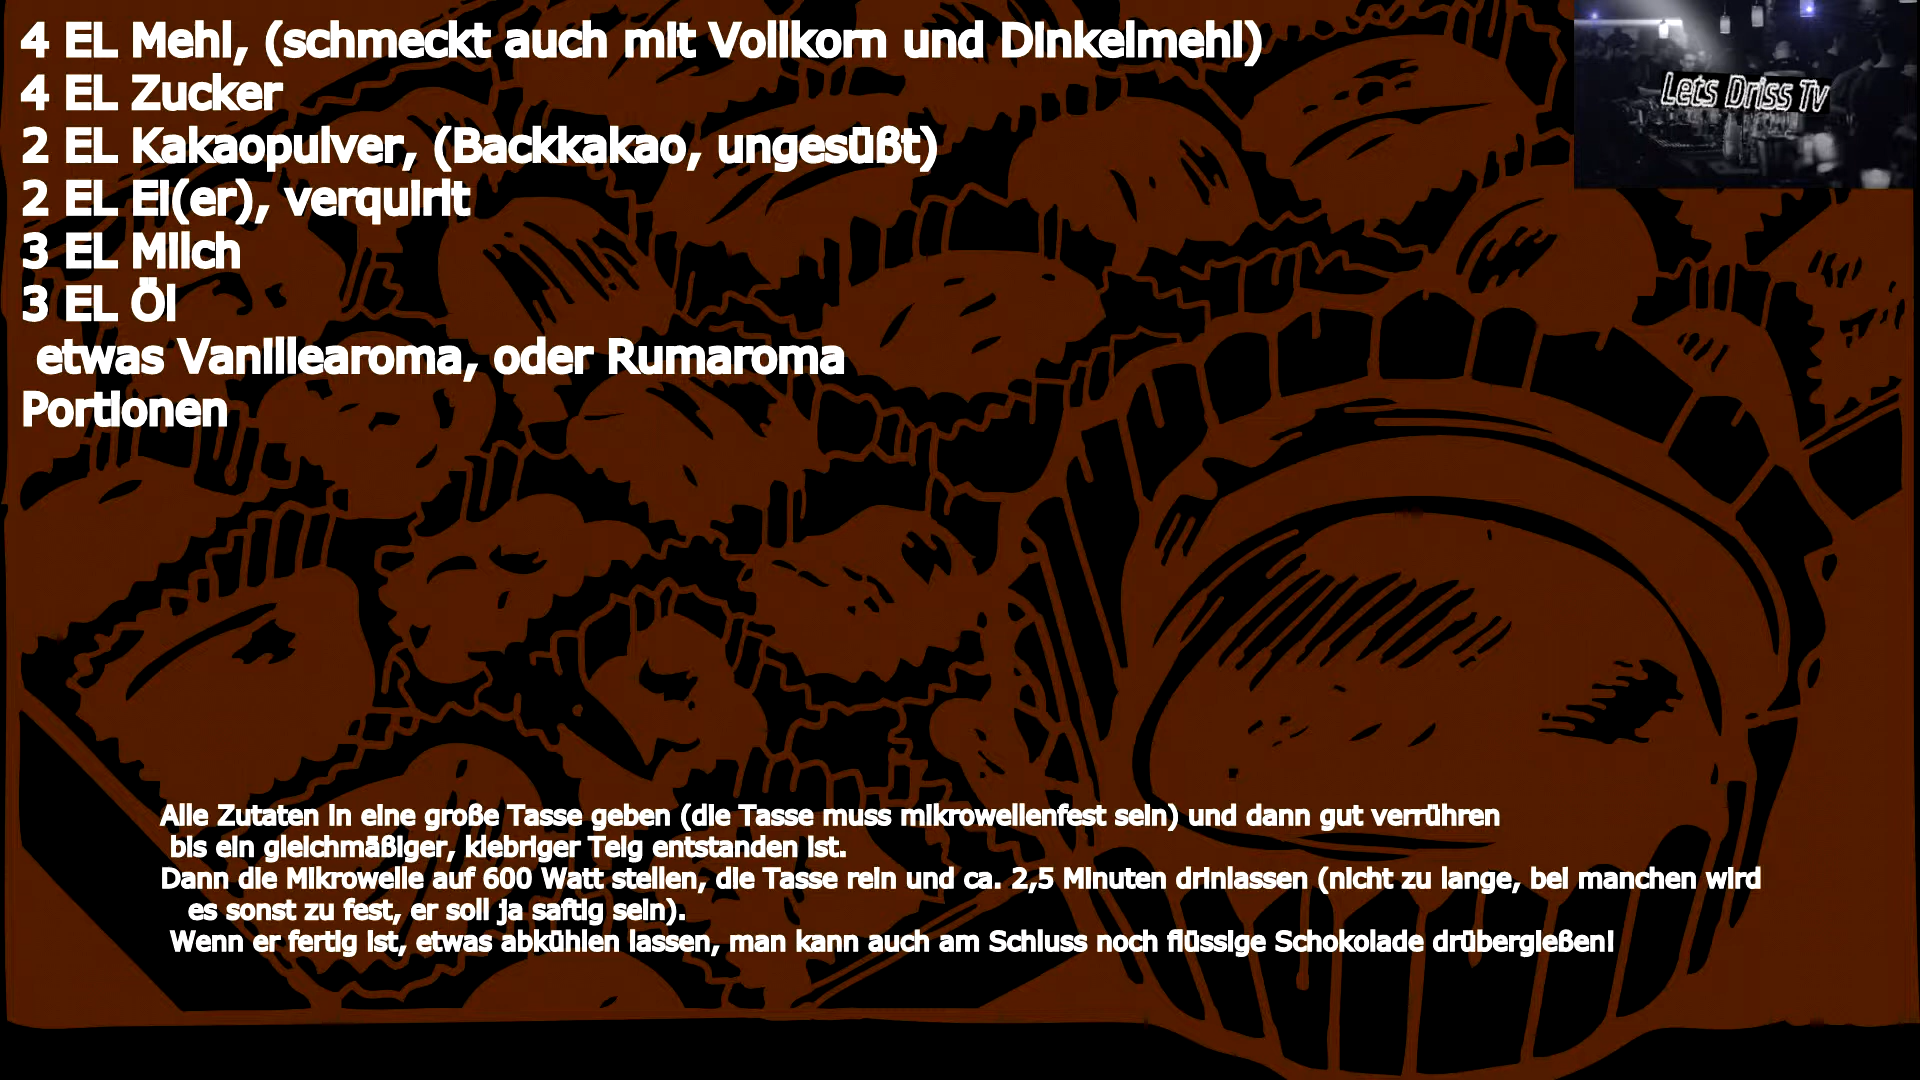 4 EL Mehl, (schmeckt auch mit Vollkorn und Dinkelmehl)
4 EL Zucker
2 EL Kakaopulver, (Backkakao, ungesüßt)
2 EL Ei(er), verquirlt
3 EL Milch
3 EL Öl
etwas Vanillearoma, oder Rumaroma
Portionen
Lets Driss Tv
Alle Zutaten in eine große Tasse geben (die Tasse muss mikrowellenfest sein) und dann gut verrühren
bis ein gleichmäßiger, klebriger Teig entstanden ist.
Dann die Mikrowelle auf 600 Watt stellen, die Tasse rein und ca. 2,5 Minuten drinlassen (nicht zu lange, bei manchen wird
es sonst zu fest, er soll ja saftig sein).
Wenn er fertig ist, etwas abkühlen lassen, man kann auch am Schluss noch flüssige Schokolade drübergießen!